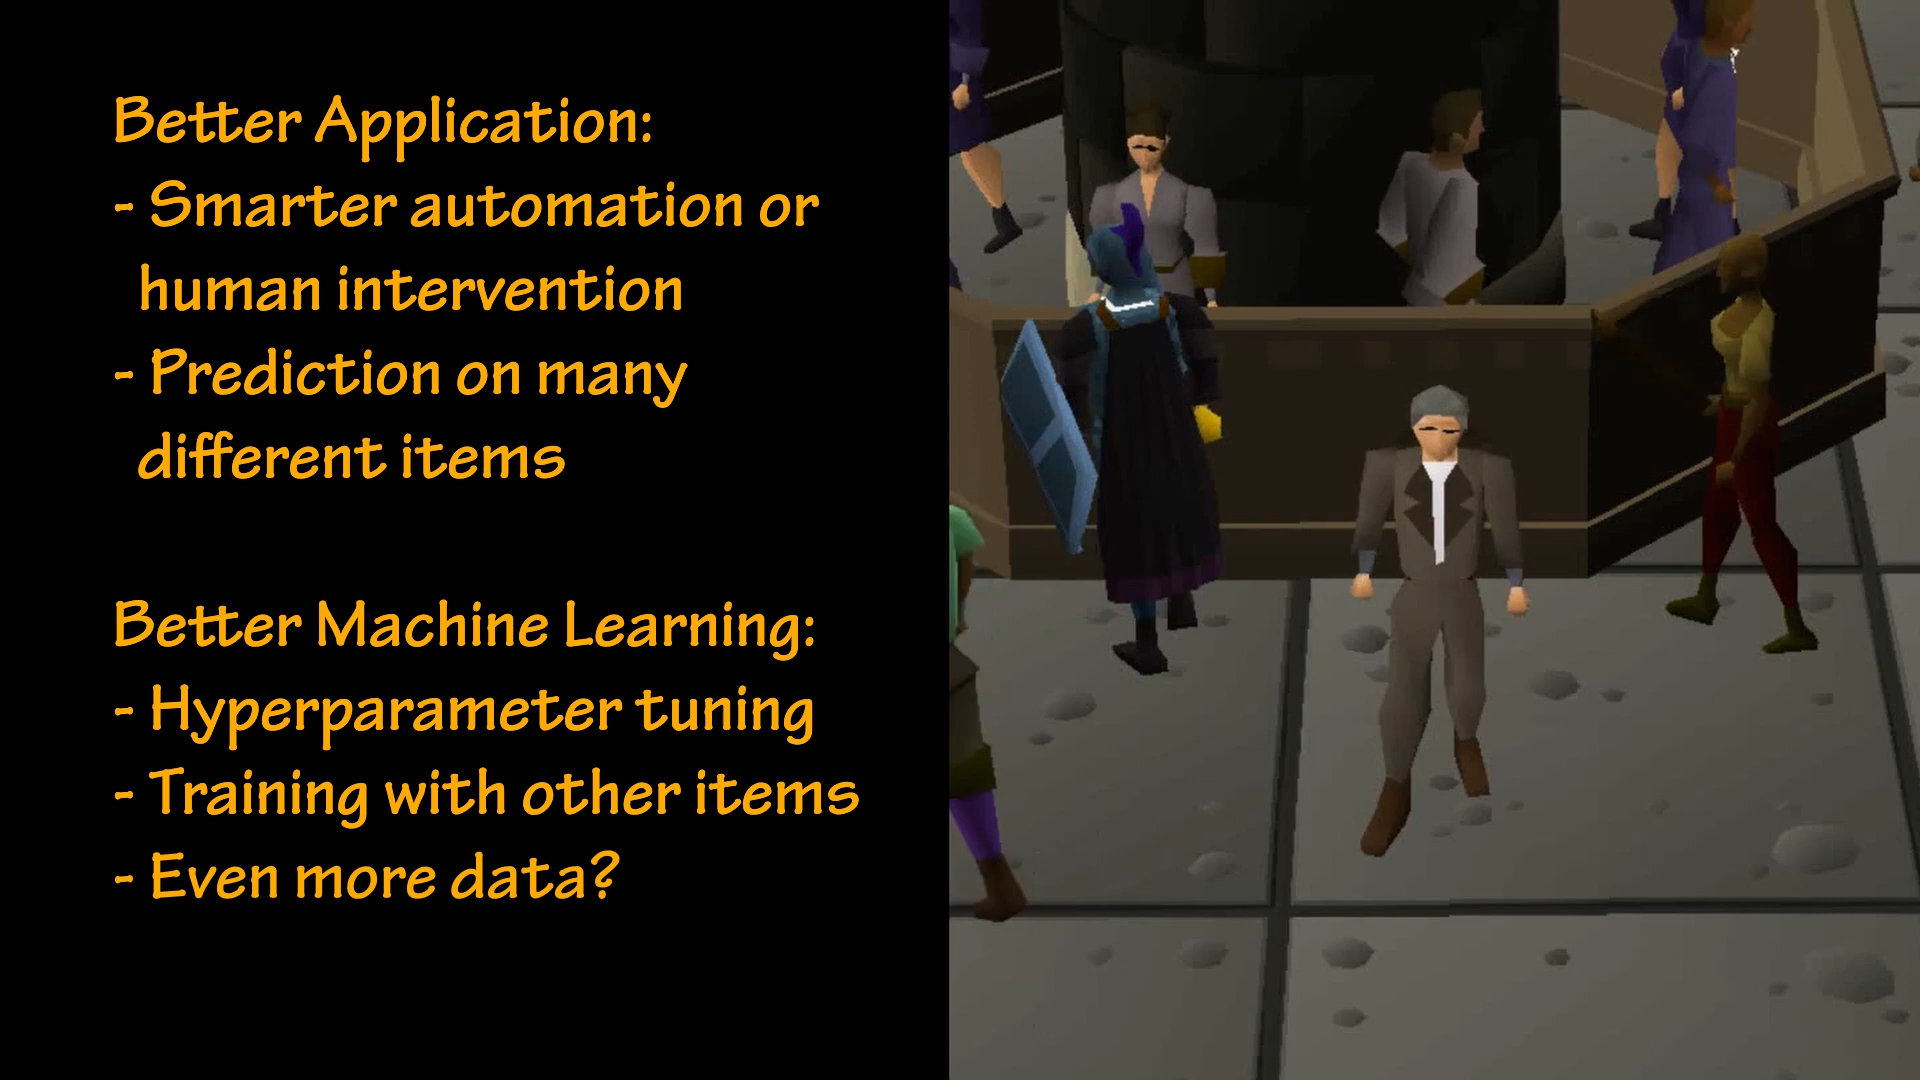 Better Application:
- Smarter automation or
human intervention
- Prediction on many
different items
Better Machine Learning:
- Hyperparameter tuning
- Training with other items
- Even more data?